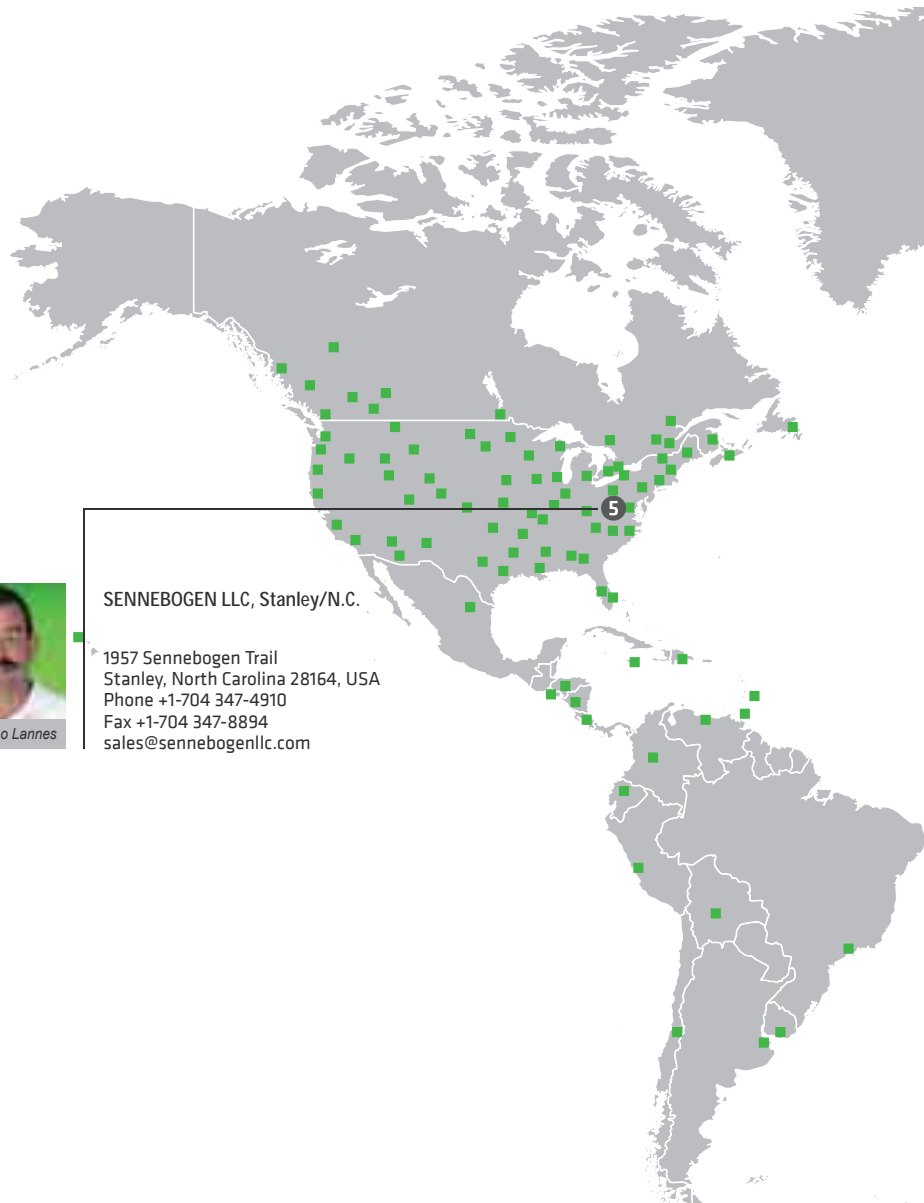 5
SENNEBOGEN LLC, Stanley/N.C.
1957 Sennebogen Trail
Stanley, North Carolina 28164, USA
Phone +1-704 347-4910
Fax +1-704 347-8894
sales@sennebogenllc.com
o Lannes